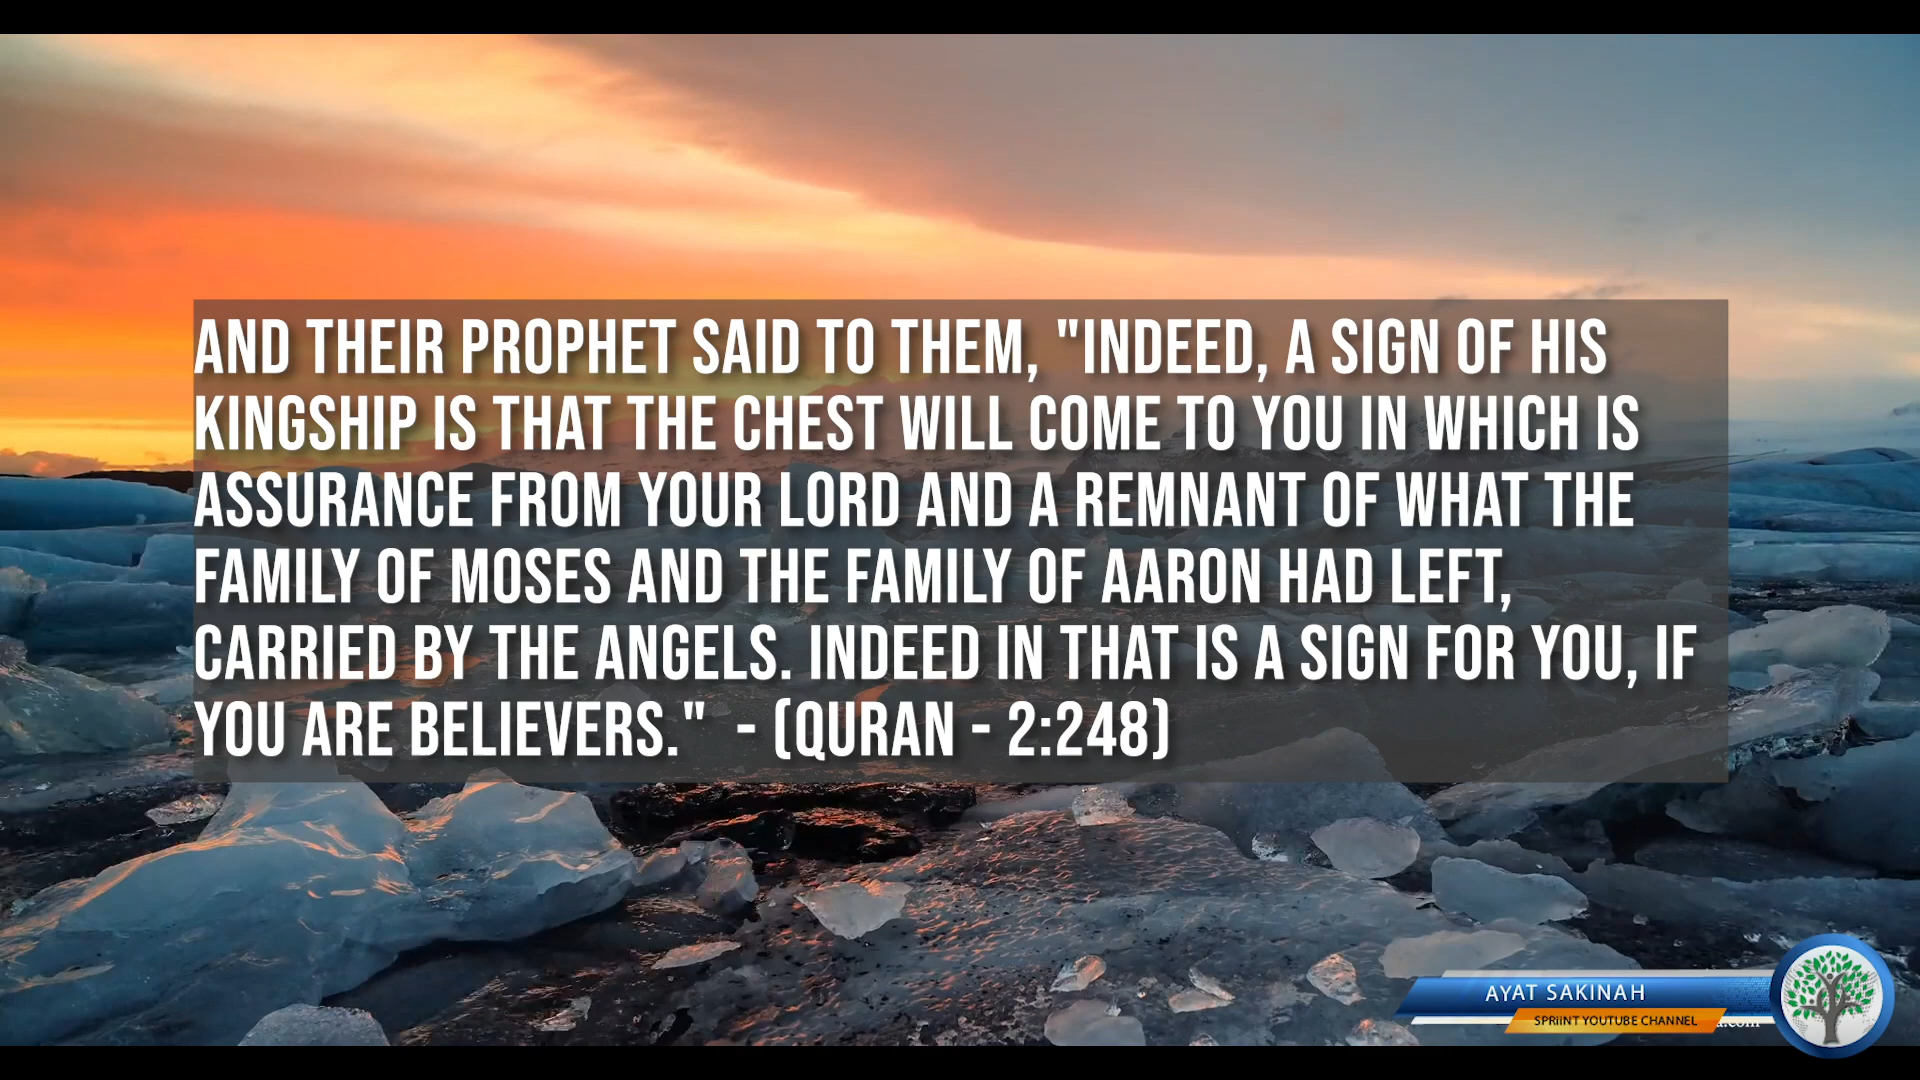 AND THEIR PROPHET SAID TO THEM, "INDEED, A SIGN OF HIS
KINGSHIP IS THAT THE CHEST WILL COME TO YOU IN WHICH IS
ASSURANCE FROM YOUR LORD AND A REMNANT OF WHAT THE
FAMILY OF MOSES AND THE FAMILY OF AARON HAD LEFT,
CARRIED BY THE ANGELS. INDEED IN THAT IS A SIGN FOR YOU, IF
YOU ARE BELIEVERS." - (QURAN - 2:248)
AYAT SAKINAH
SPRiiNT YOUTUBE CHANNEL